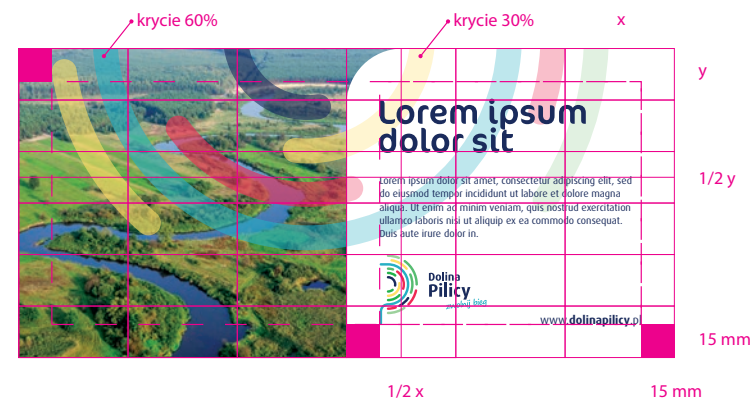 krycie 60%
krycie 30%
x
y
Lorem ipsum
dolor sit
1/2 y
Lorem ipsum dolor sit amet, consectetur adipiscing elit, sed
do eiusmod tempor incididunt ut labore et dolore magna
aliqua. Ut enim ad minim veniam, quis nostrud exercitation
ullamco laboris nisi ut aliquip ex ea commodo consequat.
Duis aute irure dolor in.
Dolina
Pilicy
zwolnij bieg
www.dolinapilicy.pl
15 mm
1/2 x
15 mm